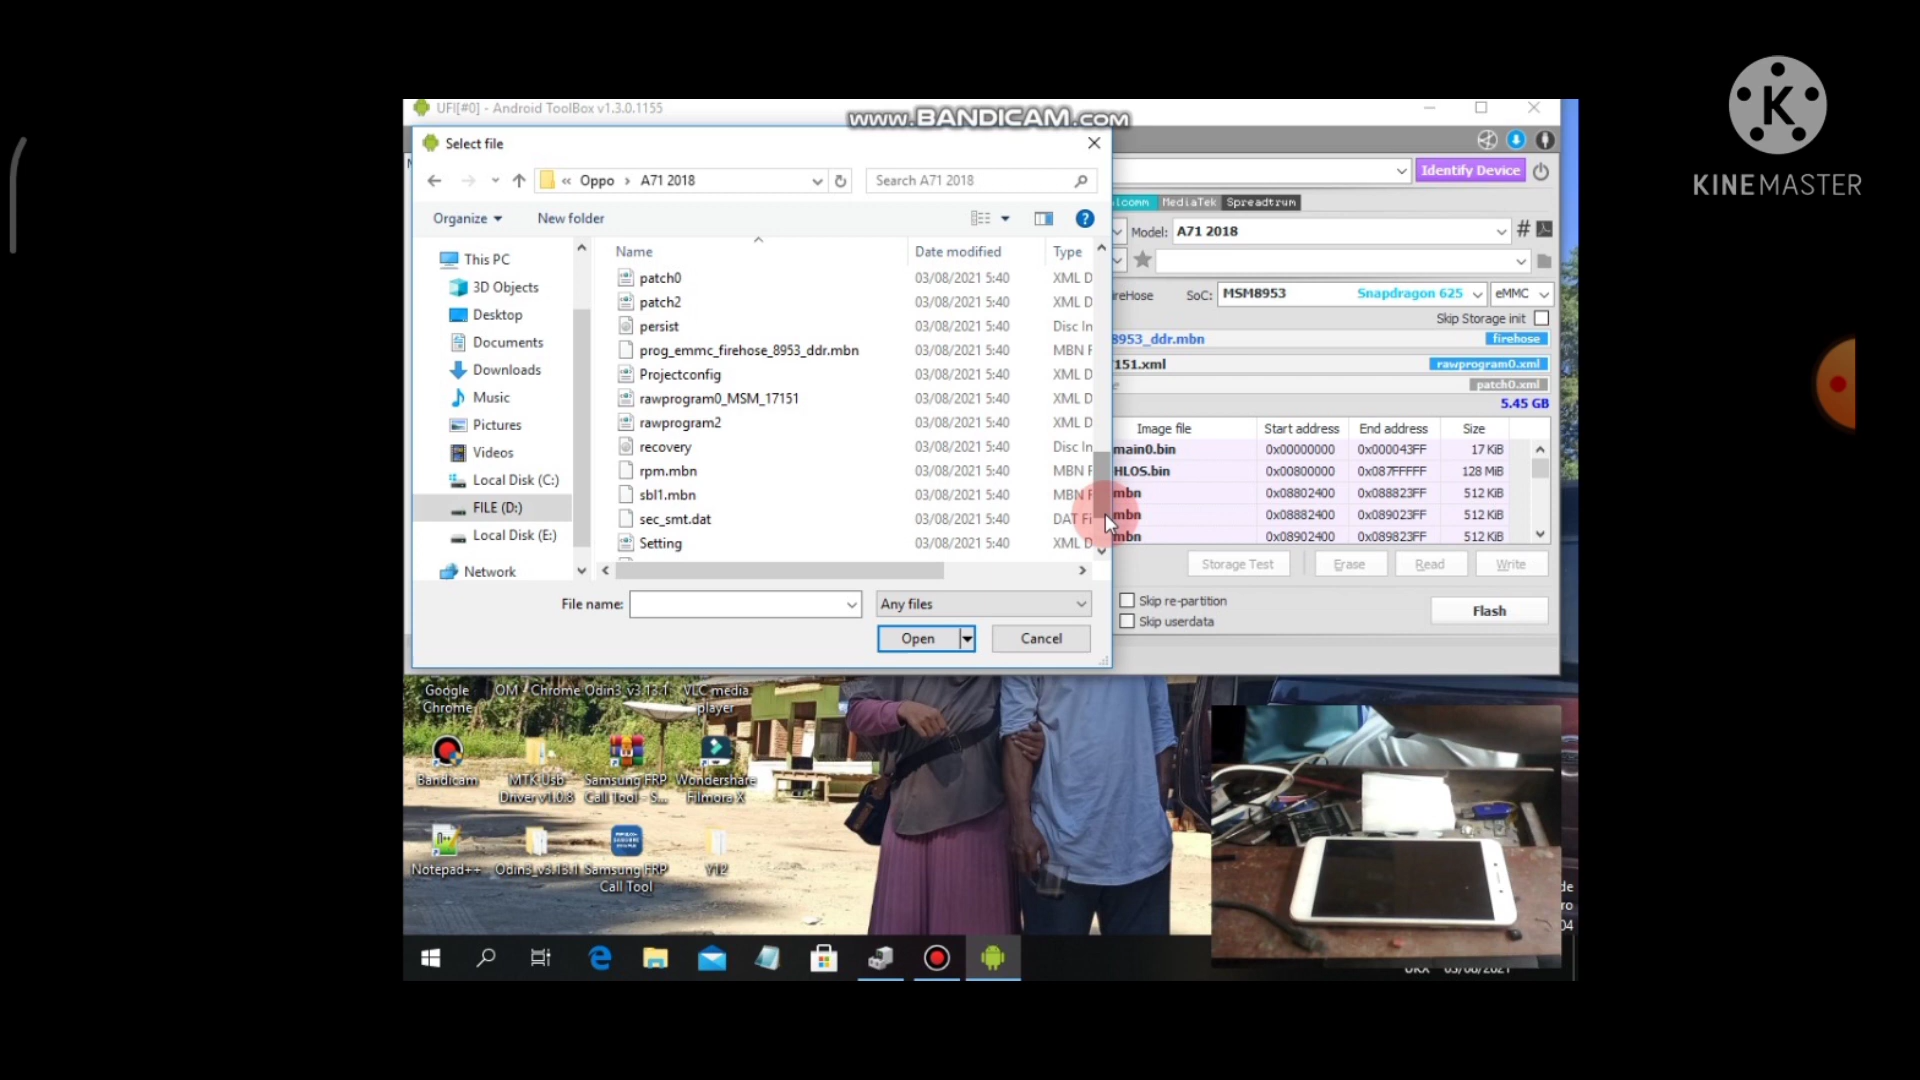 UFI[#0] - Android ToolBox v1.3.0.1155
www.BANDICAM.com
K
KINEMASTER
Select file
Oppo › A71 2018
Search A71 2018
Identify Device
Organize
New folder
MediaTek
Spreadtrum
Model: A71 2018
Name
Date modified
Type
This PC
3D Objects
Desktop
Documents
Downloads
Music
Pictures
Videos
Local Disk (C:)
FILE (D:)
Local Disk (E:)
Network
patch0 03/08/2021 5:40 XML D
patch2 03/08/2021 5:40 XML D
persist 03/08/2021 5:40 Disc In
prog_emmc_firehose_8953_ddr.mbn 03/08/2021 5:40 MBN F
Projectconfig 03/08/2021 5:40 XML D
rawprogram0_MSM_17151 03/08/2021 5:40 XML D
rawprogram2 03/08/2021 5:40 XML D
recovery 03/08/2021 5:40 Disc In
rpm.mbn 03/08/2021 5:40 MBN F
sbl1.mbn 03/08/2021 5:40 MBN F
sec_smt.dat 03/08/2021 5:40 DAT Fi
Setting 03/08/2021 5:40 XML D
File name:
Any files
Open
Cancel
SoC: MSM8953 Snapdragon 625 eMMC
Skip Storage init
8953_ddr.mbn firehose
151.xml rawprogram0.xml
patch0.xml
5.45 GB
Image file Start address End address Size
main0.bin 0x00000000 0x000043FF 17 KiB
HLOS.bin 0x00800000 0x087FFFFF 128 MiB
mbn 0x08802400 0x088823FF 512 KiB
mbn 0x08882400 0x089023FF 512 KiB
mbn 0x08902400 0x089823FF 512 KiB
Storage Test
Erase
Read
Write
Skip re-partition
Skip userdata
Flash
Google
Chrome
OM - Chrome
Odin3_v3.13.1
VLC media
player
Bandicam
MTK Usb
Driver v1.0.8
Samsung FRP
Call Tool - S...
Wondershare
Filmora X
Notepad++
Odin3_v3.13.1
Samsung FRP
Call Tool
Y12